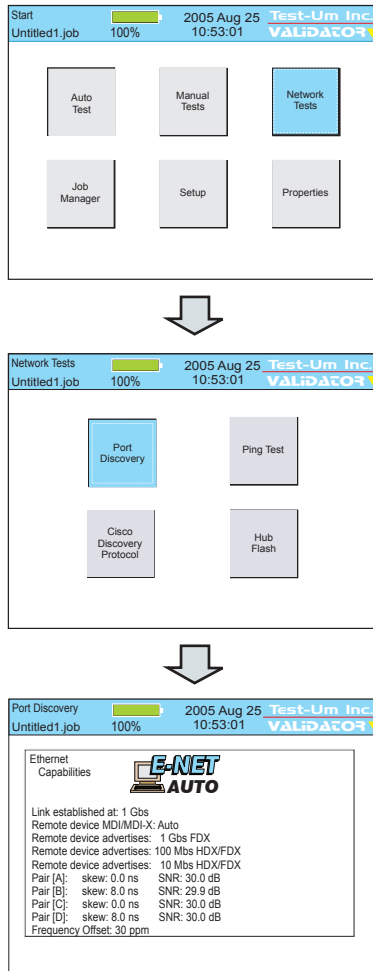 Start 2005 Aug 25 Test-Um Inc.
Untitled1.job 100% 10:53:01 VALIDATOR
Auto
Test
Manual
Tests
Network
Tests
Job
Manager
Setup
Properties
Network Tests 2005 Aug 25 Test-Um Inc.
Untitled1.job 100% 10:53:01 VALIDATOR
Port
Discovery
Ping Test
Cisco
Discovery
Protocol
Hub
Flash
Port Discovery 2005 Aug 25 Test-Um Inc.
Untitled1.job 100% 10:53:01 VALIDATOR
Ethernet
Capabilities
E-NET
AUTO
Link established at: 1 Gbs
Remote device MDI/MDI-X: Auto
Remote device advertises: 1 Gbs FDX
Remote device advertises: 100 Mbs HDX/FDX
Remote device advertises: 10 Mbs HDX/FDX
Pair [A]: skew: 0.0 ns SNR: 30.0 dB
Pair [B]: skew: 8.0 ns SNR: 29.9 dB
Pair [C]: skew: 0.0 ns SNR: 30.0 dB
Pair [D]: skew: 8.0 ns SNR: 30.0 dB
Frequency Offset: 30 ppm